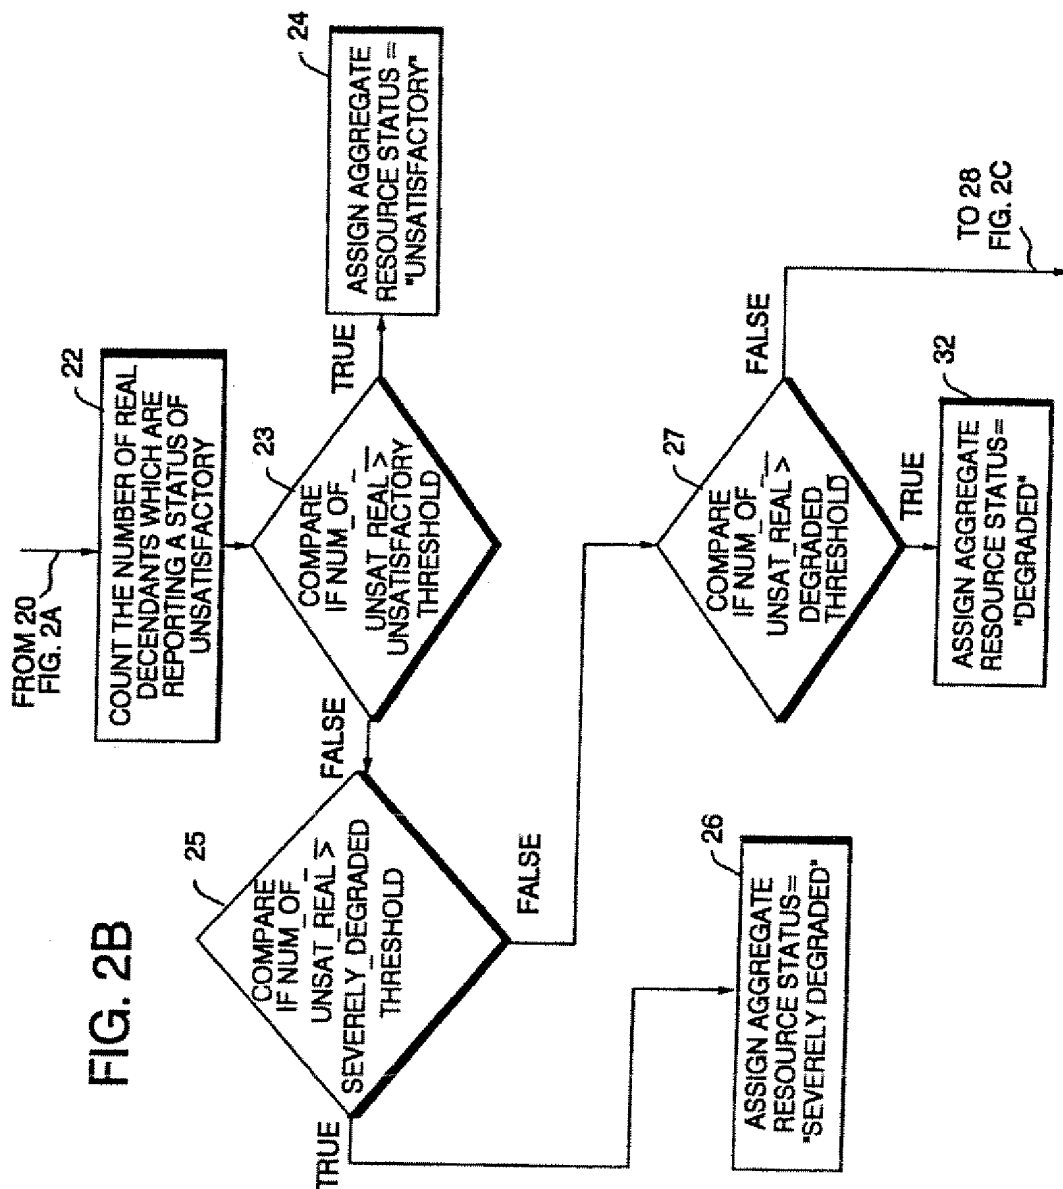 FIG. 2B
FROM 20
FIG. 2A
22
COUNT THE NUMBER OF REAL
DECENDANTS WHICH ARE
REPORTING A STATUS OF
UNSATISFACTORY
23
COMPARE
IF NUM_OF_
UNSAT_REAL >
UNSATISFACTORY
THRESHOLD
TRUE
24
ASSIGN AGGREGATE
RESOURCE STATUS =
"UNSATISFACTORY"
FALSE
25
COMPARE
IF NUM_OF_
UNSAT_REAL >
SEVERELY_DEGRADED
THRESHOLD
TRUE
FALSE
26
ASSIGN AGGREGATE
RESOURCE STATUS=
"SEVERELY DEGRADED"
27
COMPARE
IF NUM_OF_
UNSAT_REAL >
DEGRADED
THRESHOLD
TRUE
FALSE
32
ASSIGN AGGREGATE
RESOURCE STATUS=
"DEGRADED"
TO 28
FIG. 2C